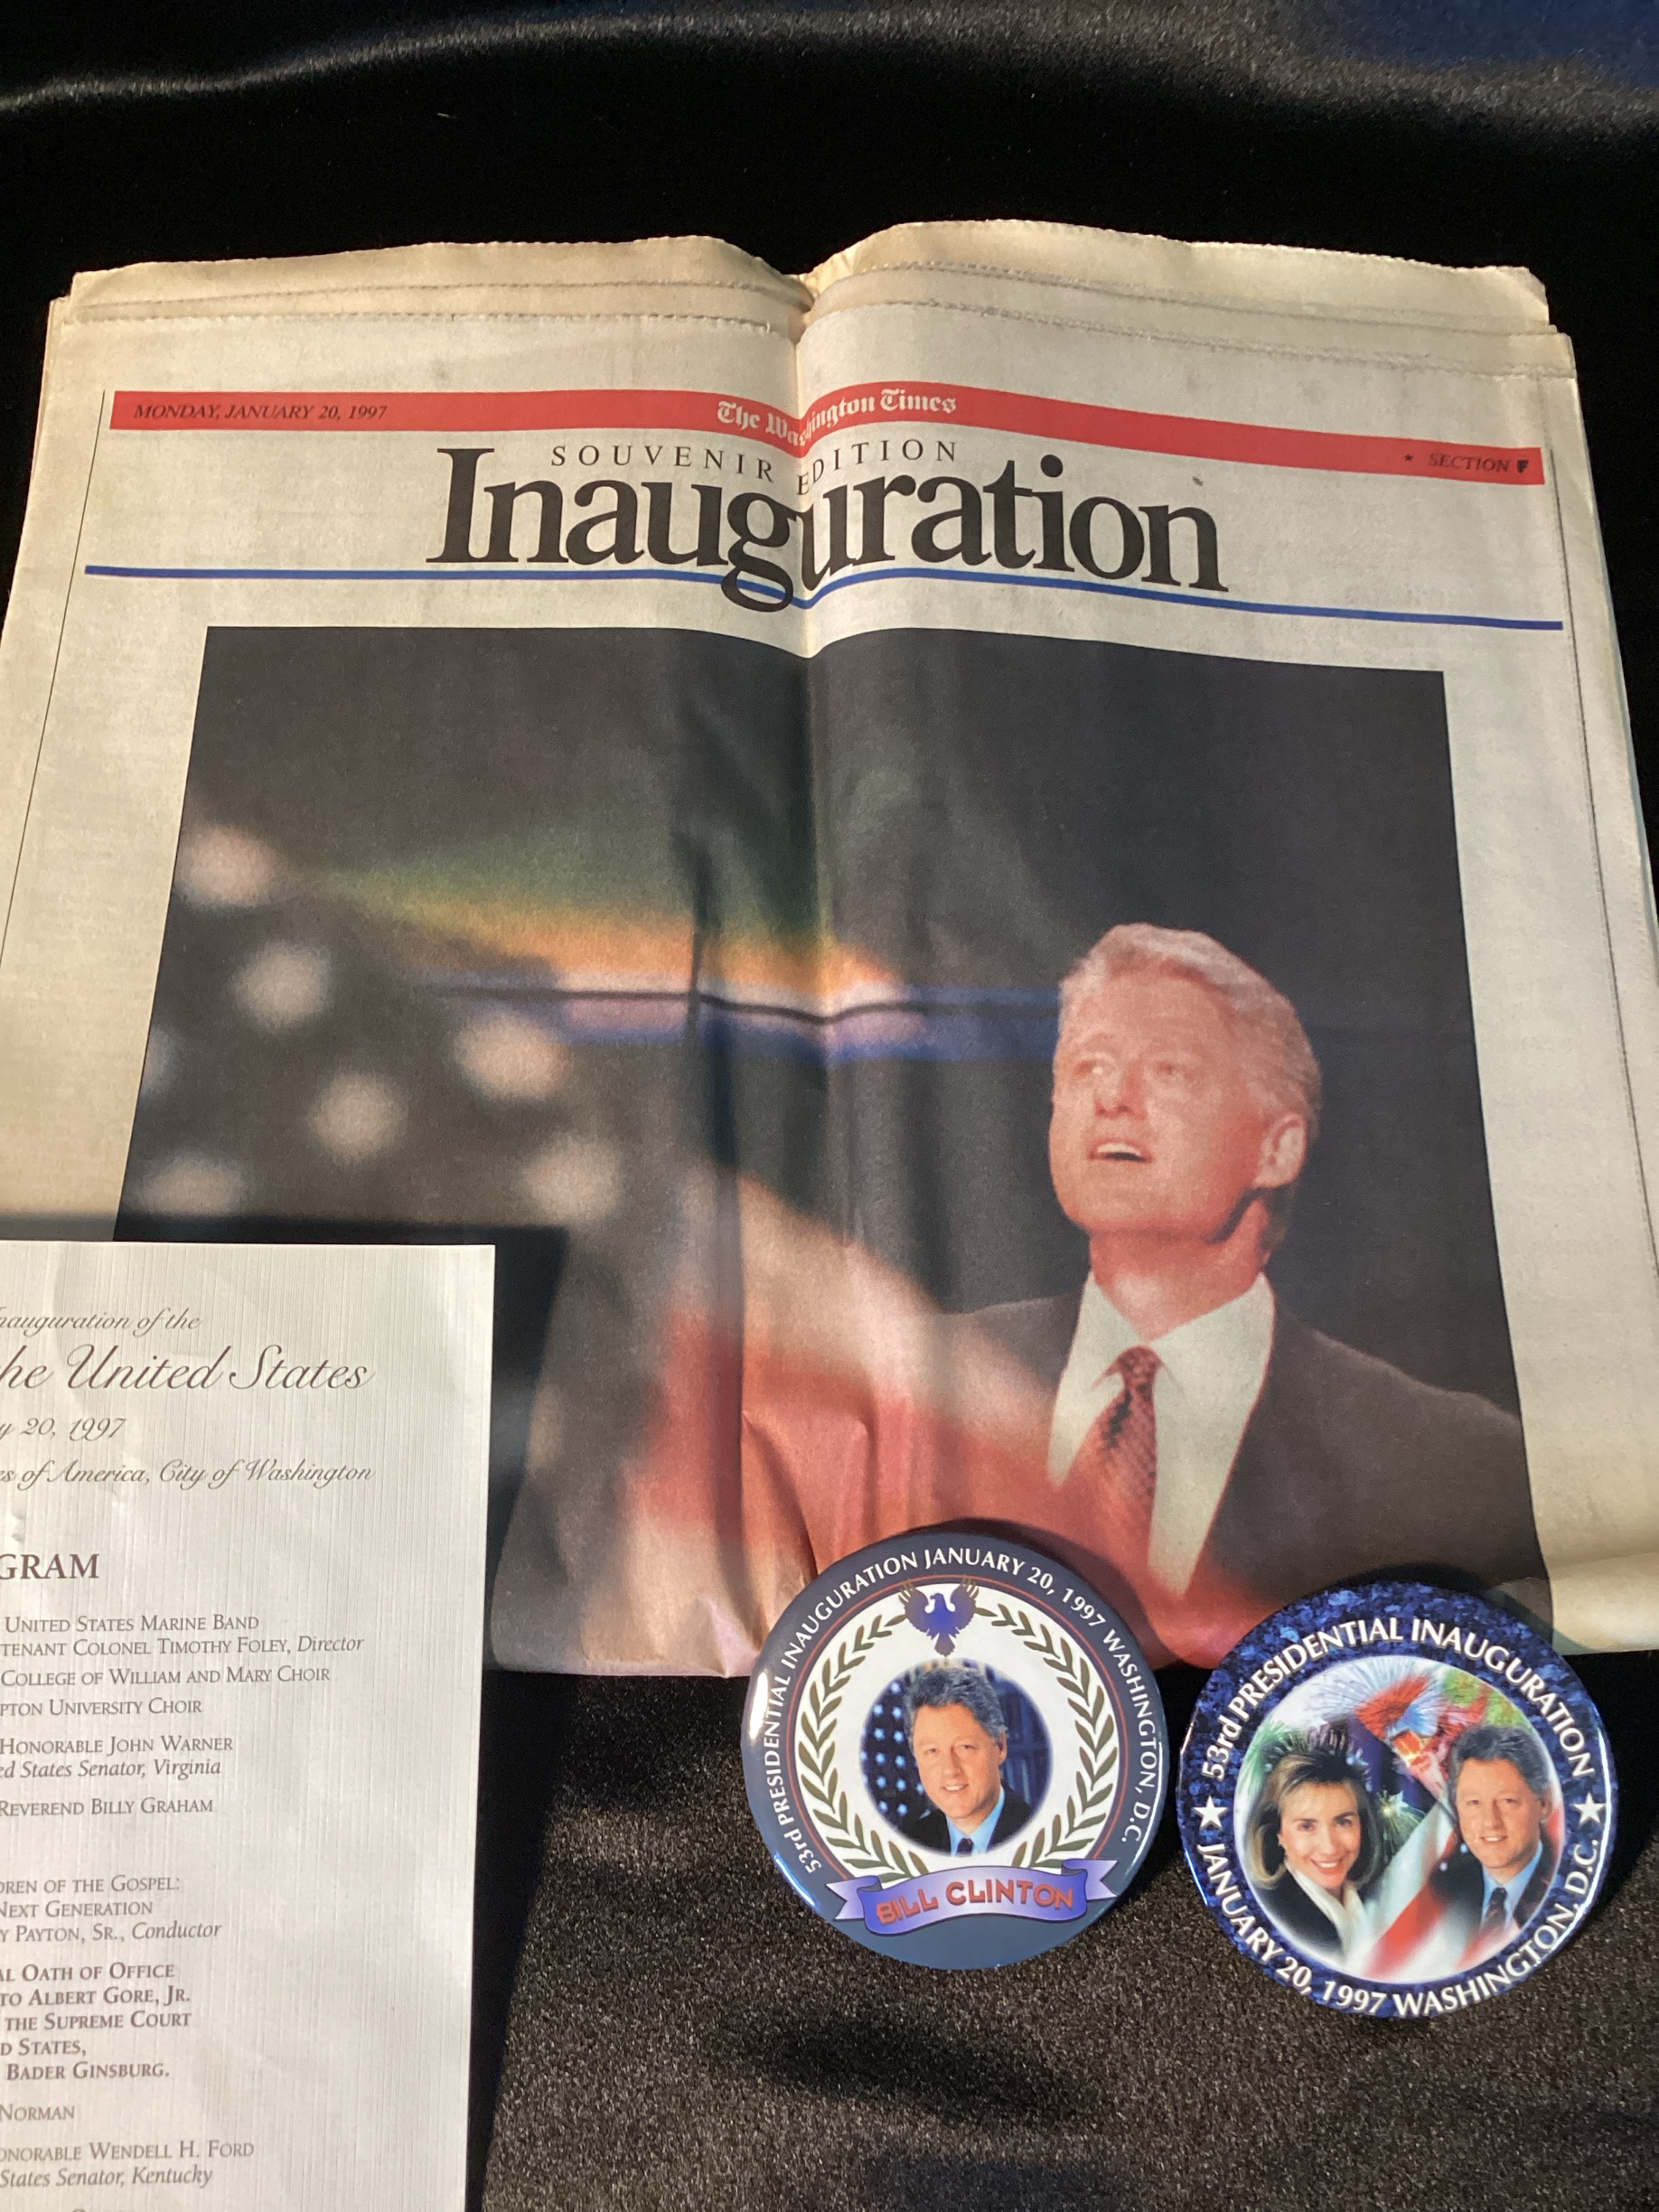 MONDAY, JANUARY 20, 1997
The Washington Times
★ SECTION F
SOUVENIR EDITION
Inauguration
nauguration of the
he United States
y 20, 1997
es of America, City of Washington
GRAM
UNITED STATES MARINE BAND
TENANT COLONEL TIMOTHY FOLEY, Director
COLLEGE OF WILLIAM AND MARY CHOIR
PTON UNIVERSITY CHOIR
HONORABLE JOHN WARNER
ed States Senator, Virginia
REVEREND BILLY GRAHAM
DREN OF THE GOSPEL:
NEXT GENERATION
Y PAYTON, SR., Conductor
AL OATH OF OFFICE
TO ALBERT GORE, JR.
THE SUPREME COURT
D STATES,
BADER GINSBURG.
NORMAN
ONORABLE WENDELL H. FORD
States Senator, Kentucky
53rd PRESIDENTIAL INAUGURATION JANUARY 20, 1997 WASHINGTON, D.C.
BILL CLINTON
53rd PRESIDENTIAL INAUGURATION
★ JANUARY 20, 1997 WASHINGTON, D.C. ★